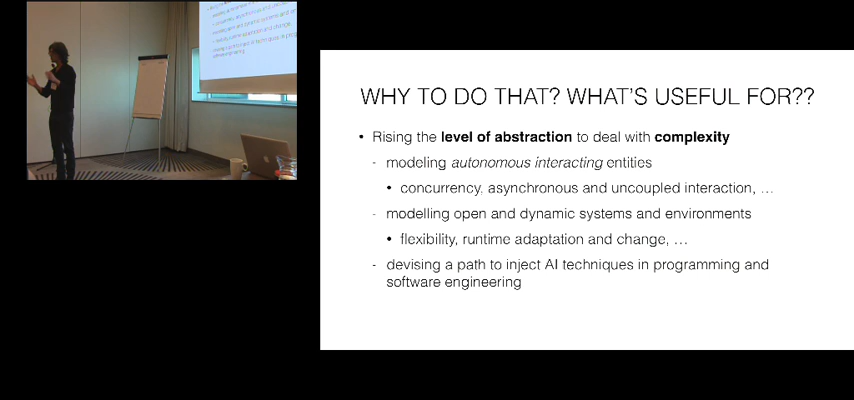 WHY TO DO THAT? WHAT'S USEFUL FOR??
• Rising the level of abstraction to deal with complexity
- modeling autonomous interacting entities
• concurrency, asynchronous and uncoupled interaction, …
- modelling open and dynamic systems and environments
• flexibility, runtime adaptation and change, …
- devising a path to inject AI techniques in programming and
software engineering